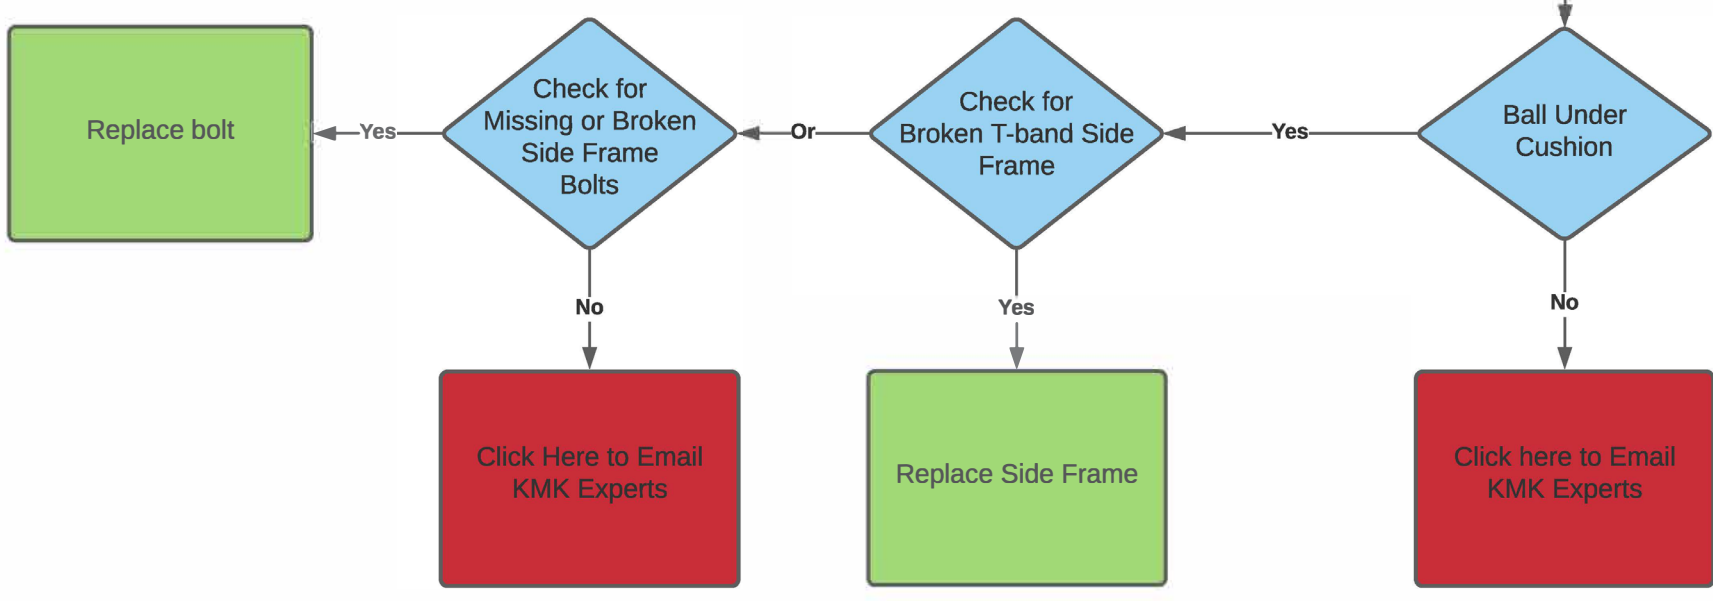 Replace bolt
Yes
Check for
Missing or Broken
Side Frame
Bolts
Or
Check for
Broken T-band Side
Frame
Yes
Ball Under
Cushion
No
Yes
No
Click Here to Email
KMK Experts
Replace Side Frame
Click here to Email
KMK Experts